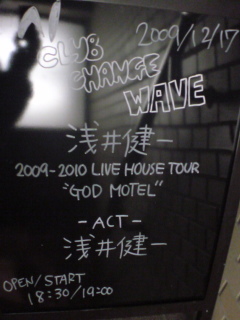 2009/12/17
CLUB
CHANGE
WAVE
浅井健一
2009-2010 LIVE HOUSE TOUR
"GOD MOTEL"
-ACT-
浅井健一
OPEN/START
18:30/19:00